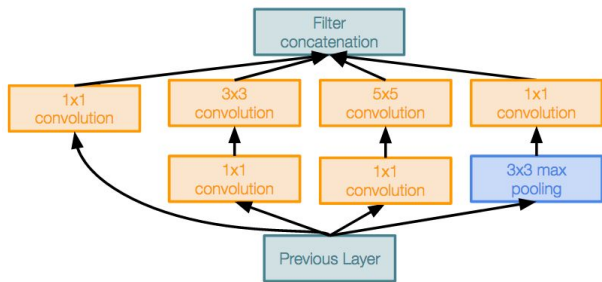 Filter
concatenation
1x1
convolution
3x3
convolution
5x5
convolution
1x1
convolution
1x1
convolution
1x1
convolution
3x3 max
pooling
Previous Layer